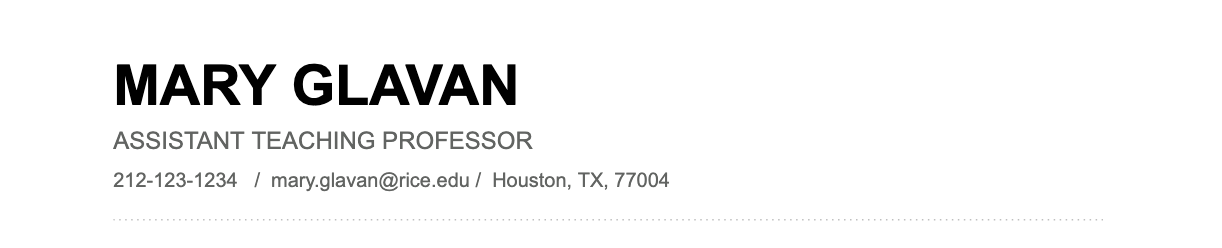 MARY GLAVAN
ASSISTANT TEACHING PROFESSOR
212-123-1234 / mary.glavan@rice.edu / Houston, TX, 77004